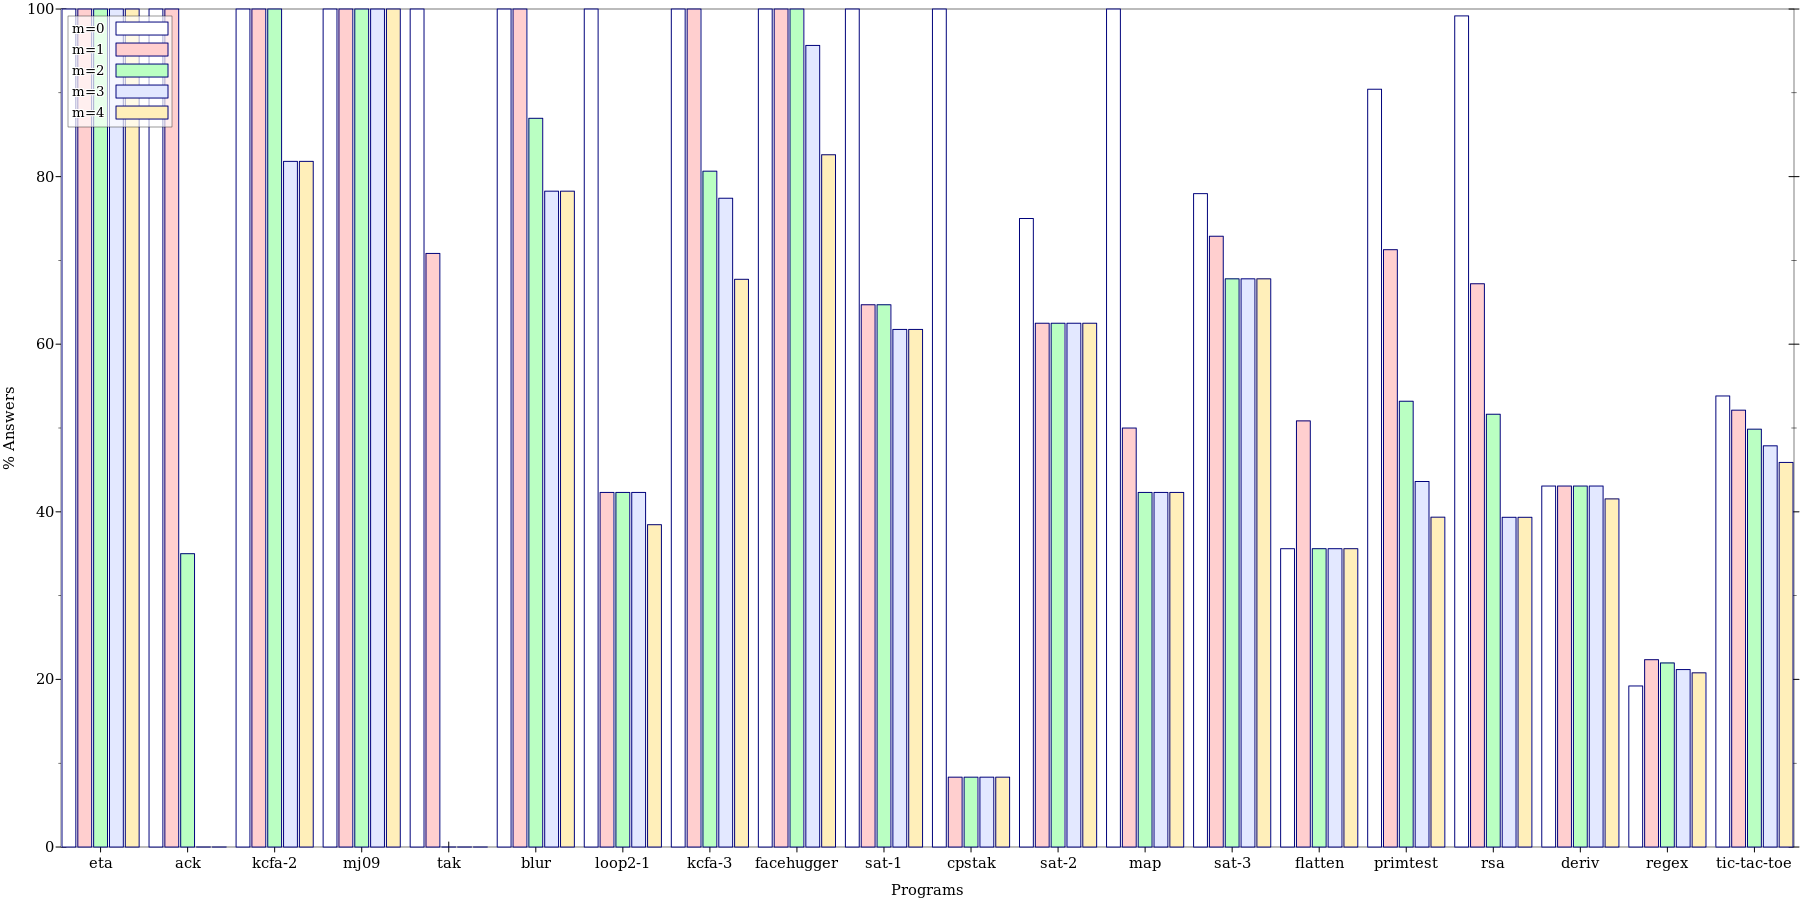 100
80
60
40
20
0
% Answers
m=0
m=1
m=2
m=3
m=4
eta ack kcfa-2 mj09 tak blur loop2-1 kcfa-3 facehugger sat-1 cpstak sat-2 map sat-3 flatten primtest rsa deriv regex tic-tac-toe
Programs